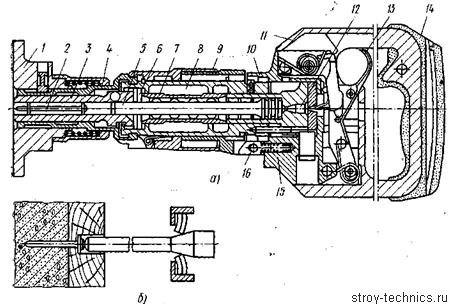 1 2 3 4 5 6 7 8 9 10 11 12 13 14
а) 16 15
б)
stroy-technics.ru